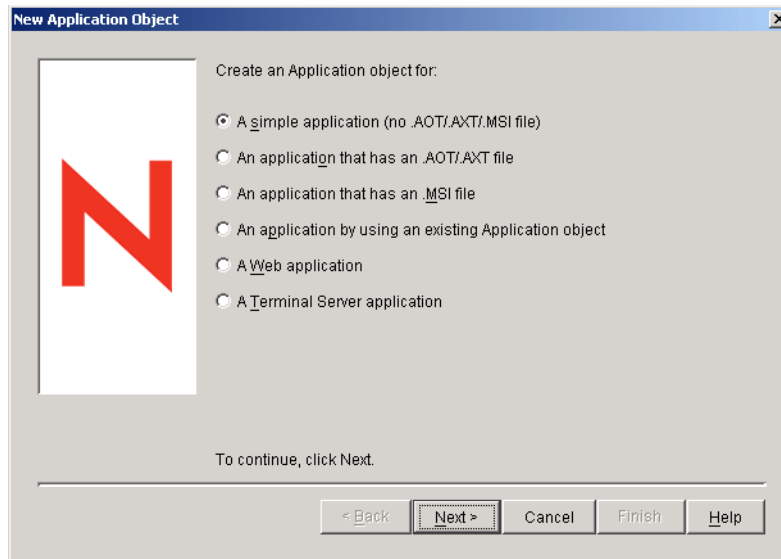 New Application Object
Create an Application object for:
A simple application (no .AOT/.AXT/.MSI file)
An application that has an .AOT/.AXT file
An application that has an .MSI file
An application by using an existing Application object
A Web application
A Terminal Server application
To continue, click Next.
< Back
Next >
Cancel
Finish
Help